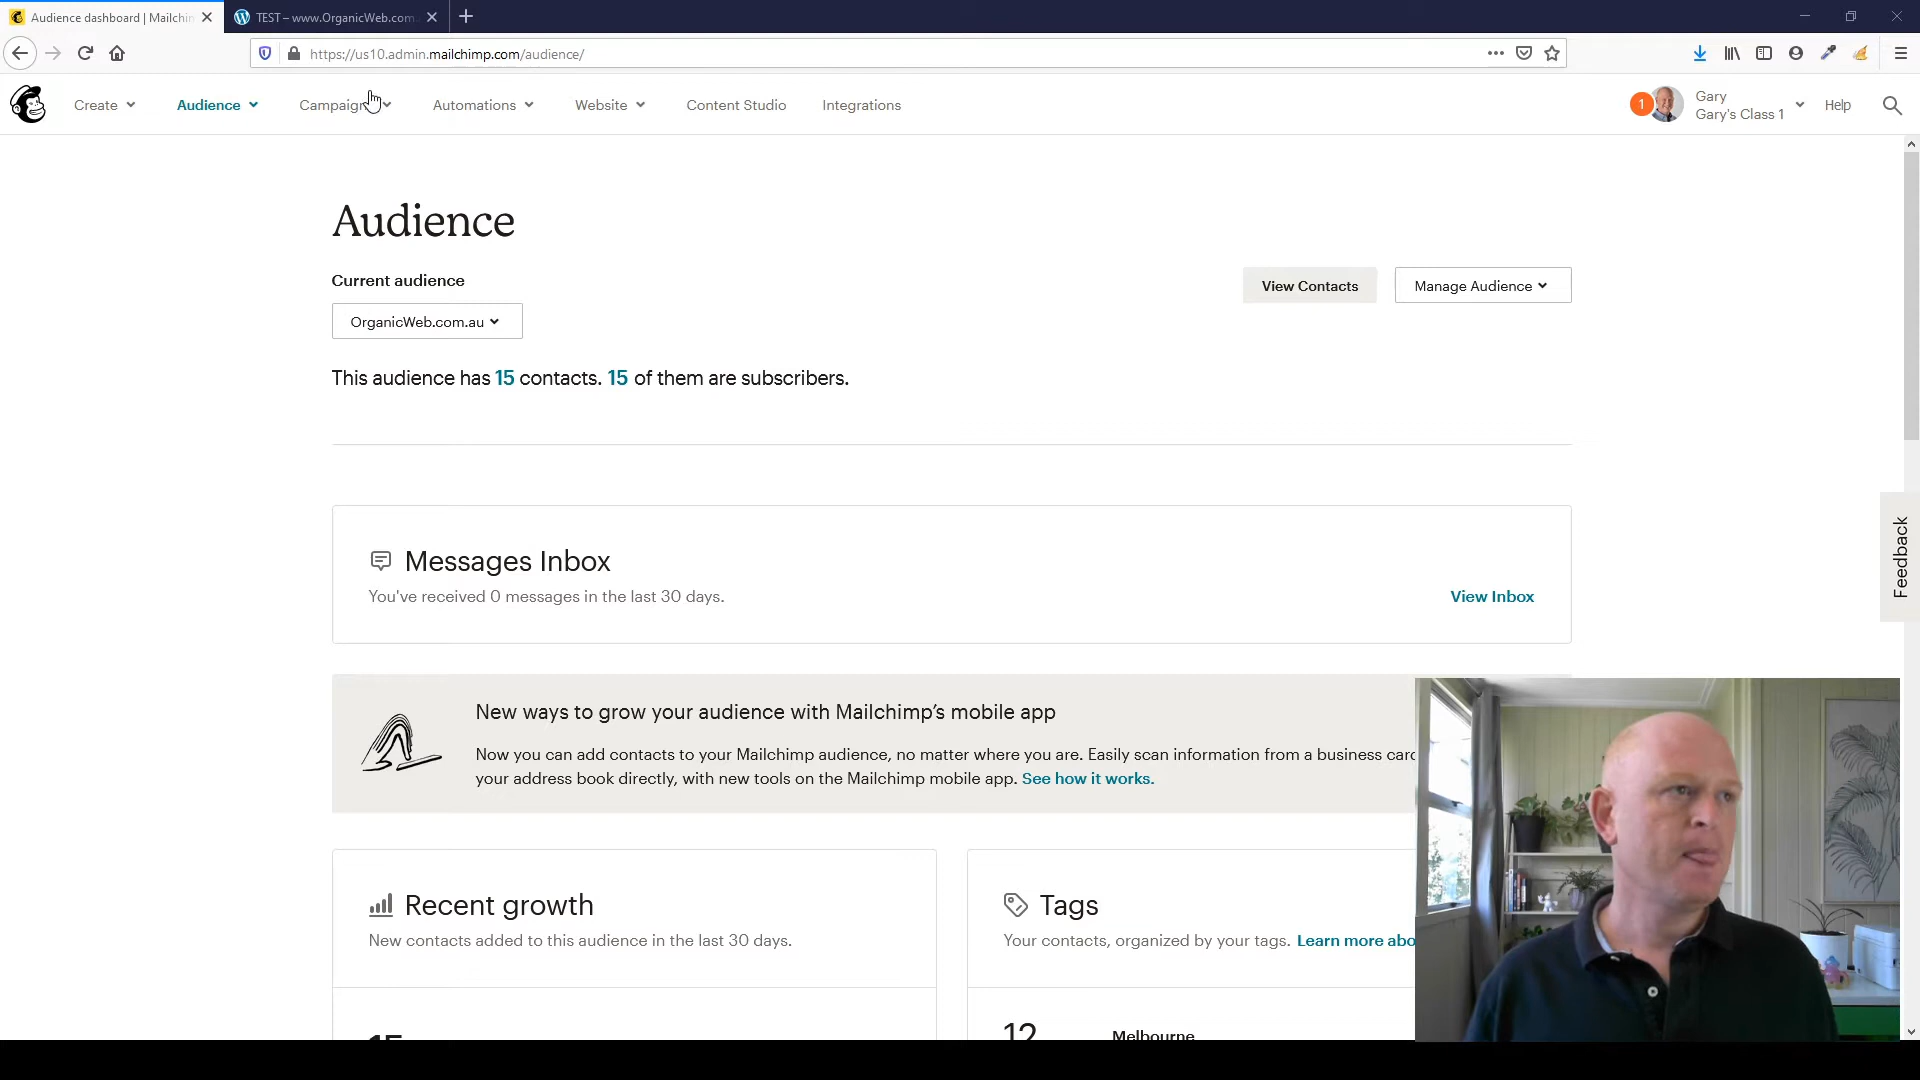 Audience dashboard | Mailchim
TEST – www.OrganicWeb.com.
https://us10.admin.mailchimp.com/audience/
Create
Audience
Campaigns
Automations
Website
Content Studio
Integrations
1
Gary
Gary's Class 1
Help
Audience
Current audience
View Contacts
Manage Audience
OrganicWeb.com.au
This audience has 15 contacts. 15 of them are subscribers.
Messages Inbox
You've received 0 messages in the last 30 days.
View Inbox
Feedback
New ways to grow your audience with Mailchimp's mobile app
Now you can add contacts to your Mailchimp audience, no matter where you are. Easily scan information from a business card
your address book directly, with new tools on the Mailchimp mobile app. See how it works.
Recent growth
New contacts added to this audience in the last 30 days.
Tags
Your contacts, organized by your tags. Learn more abo
15
12
Melbourne